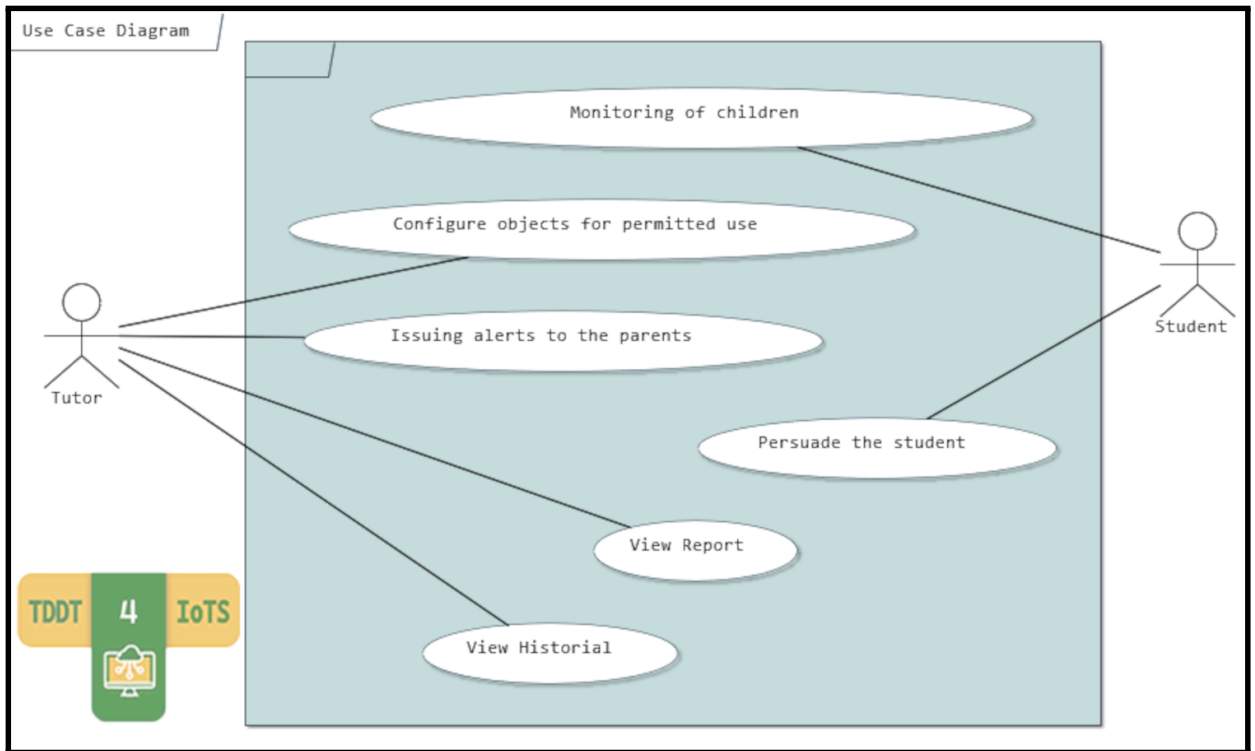 Use Case Diagram
Monitoring of children
Configure objects for permitted use
Student
Issuing alerts to the parents
Tutor
Persuade the student
View Report
TDDT 4 IoTS
View Historial